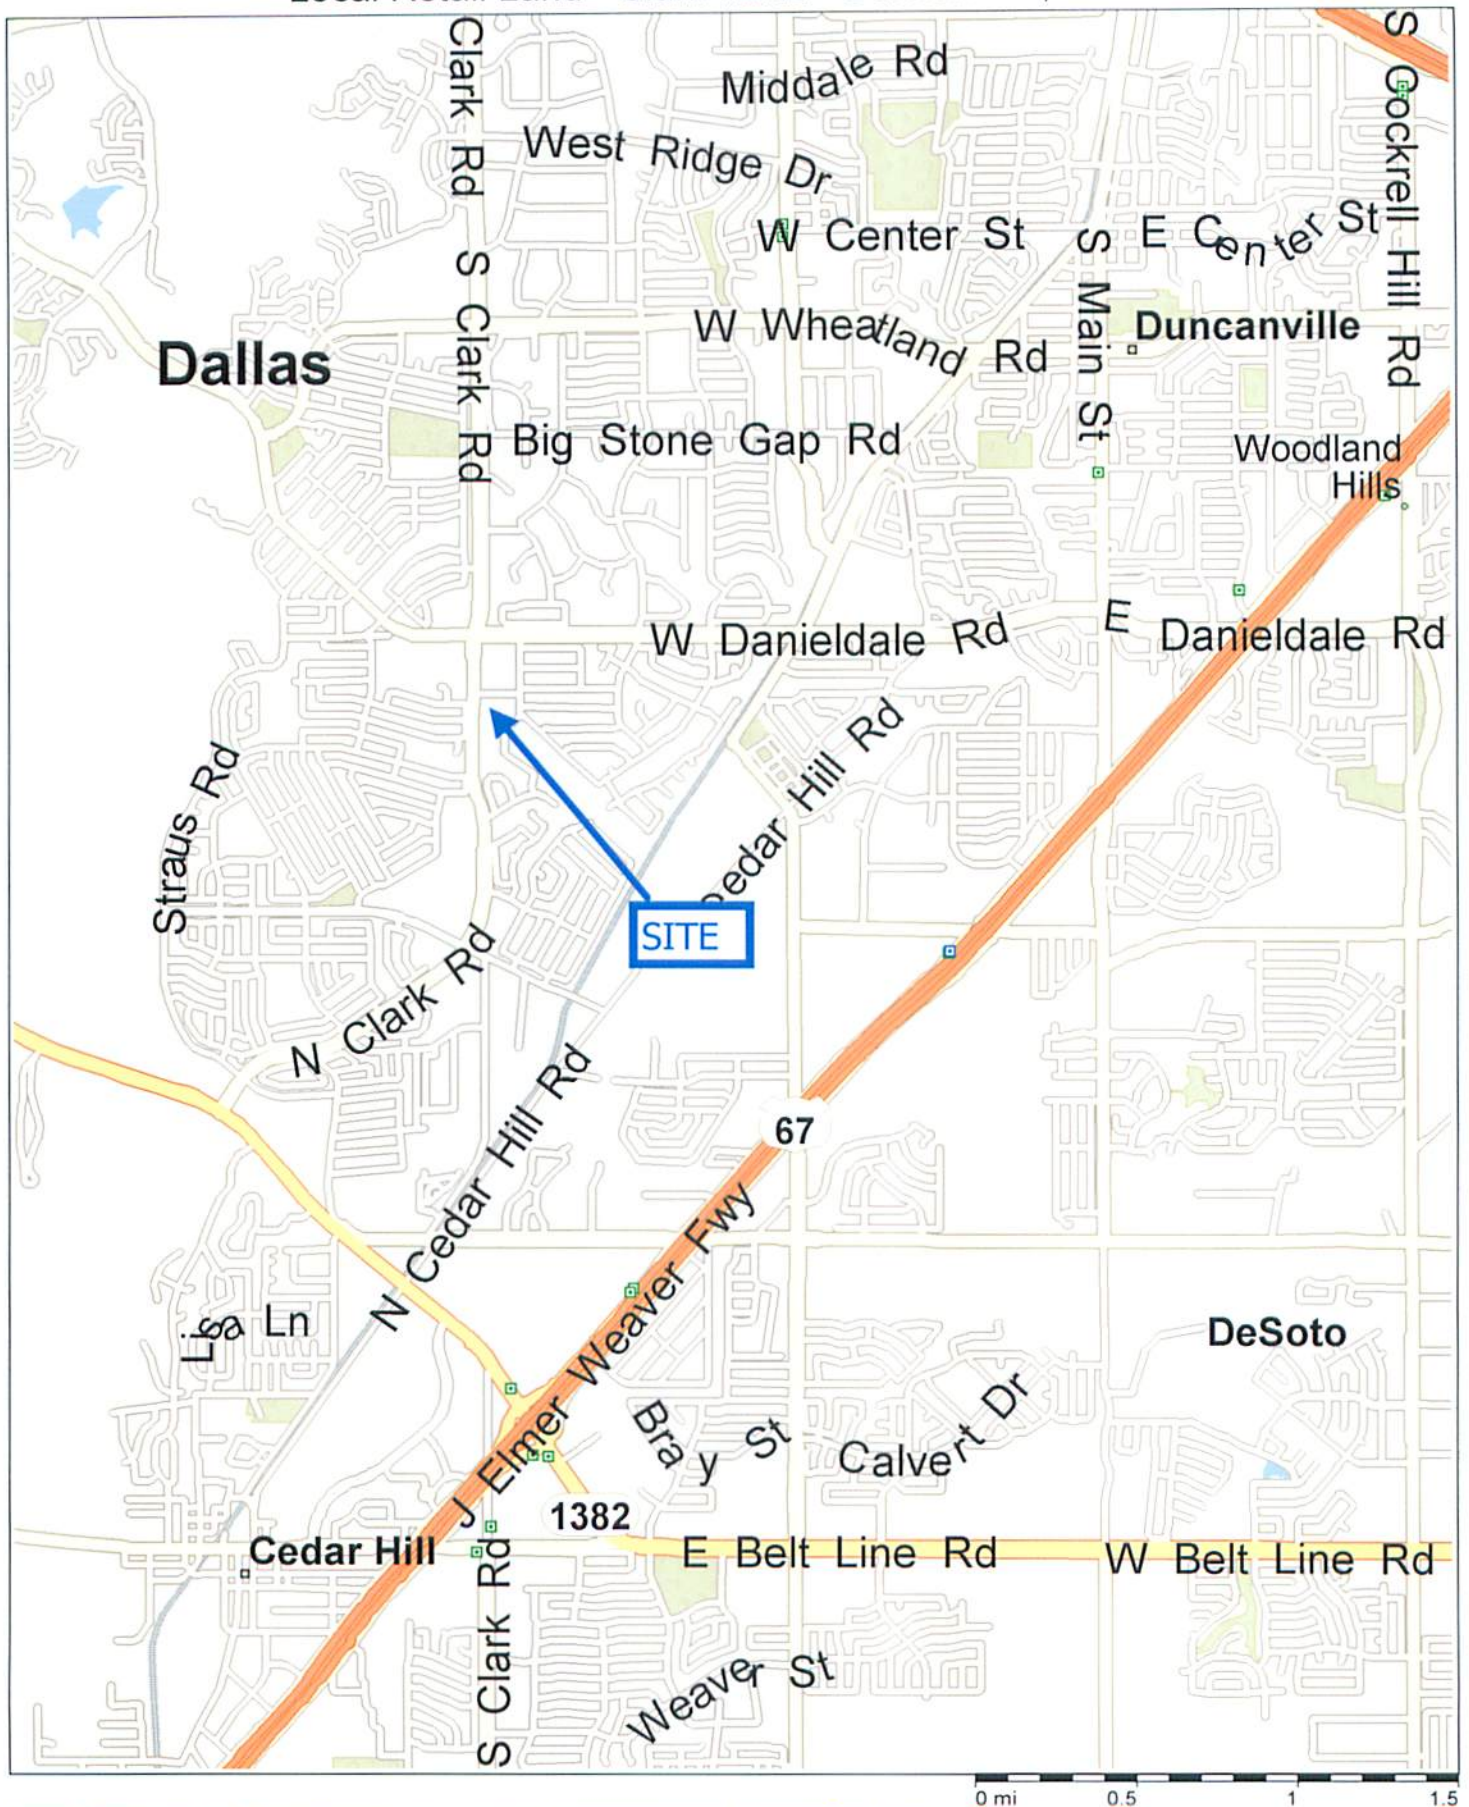 Clark Rd
Middale Rd
S Cockrell Hill Rd
West Ridge Dr
W Center St
E Center St
S Clark Rd
S Main St
W Wheatland Rd
Duncanville
Dallas
Big Stone Gap Rd
Woodland
Hills
W Danieldale Rd
E Danieldale Rd
Straus Rd
Cedar Hill Rd
SITE
N Clark Rd
N Cedar Hill Rd
67
Lisa Ln
DeSoto
J Elmer Weaver Fwy
Bray St
Calvert Dr
1382
Cedar Hill
E Belt Line Rd
W Belt Line Rd
S Clark Rd
Weaver St
0 mi 0.5 1 1.5